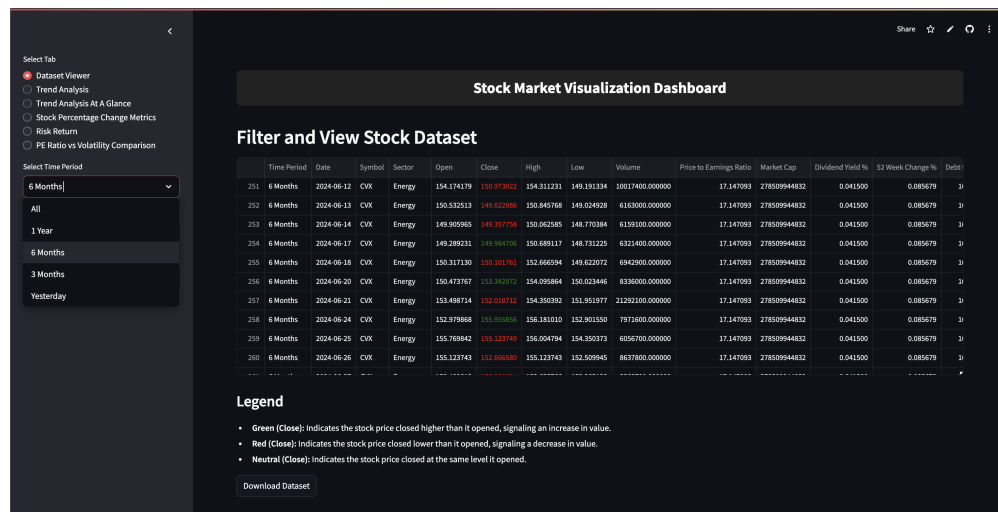 Share
Select Tab
Dataset Viewer
Trend Analysis
Trend Analysis At A Glance
Stock Percentage Change Metrics
Risk Return
PE Ratio vs Volatility Comparison
Select Time Period
6 Months
All
1 Year
6 Months
3 Months
Yesterday
Stock Market Visualization Dashboard
Filter and View Stock Dataset
Time Period Date Symbol Sector Open Close High Low Volume Price to Earnings Ratio Market Cap Dividend Yield % 52 Week Change % Debt
251 6 Months 2024-06-12 CVX Energy 154.174179 150.973022 154.311231 149.191334 10017400.000000 17.147093 278509944832 0.041500 0.085679
252 6 Months 2024-06-13 CVX Energy 150.532513 149.622086 150.845768 149.024928 6163000.000000 17.147093 278509944832 0.041500 0.085679
253 6 Months 2024-06-14 CVX Energy 149.905965 149.357758 150.062585 148.770384 6159100.000000 17.147093 278509944832 0.041500 0.085679
254 6 Months 2024-06-17 CVX Energy 149.289231 149.964706 150.689117 148.731225 6321400.000000 17.147093 278509944832 0.041500 0.085679
255 6 Months 2024-06-18 CVX Energy 150.317130 150.101761 152.666594 149.622072 6942900.000000 17.147093 278509944832 0.041500 0.085679
256 6 Months 2024-06-20 CVX Energy 150.473767 153.342072 154.095864 150.023446 8336000.000000 17.147093 278509944832 0.041500 0.085679
257 6 Months 2024-06-21 CVX Energy 153.498714 152.010712 154.350392 151.951977 21292100.000000 17.147093 278509944832 0.041500 0.085679
258 6 Months 2024-06-24 CVX Energy 152.979868 155.955856 156.181010 152.901550 7971600.000000 17.147093 278509944832 0.041500 0.085679
259 6 Months 2024-06-25 CVX Energy 155.769842 155.123749 156.004794 154.350373 6056700.000000 17.147093 278509944832 0.041500 0.085679
260 6 Months 2024-06-26 CVX Energy 155.123743 152.666580 155.123743 152.509945 8637800.000000 17.147093 278509944832 0.041500 0.085679
Legend
• Green (Close): Indicates the stock price closed higher than it opened, signaling an increase in value.
• Red (Close): Indicates the stock price closed lower than it opened, signaling a decrease in value.
• Neutral (Close): Indicates the stock price closed at the same level it opened.
Download Dataset